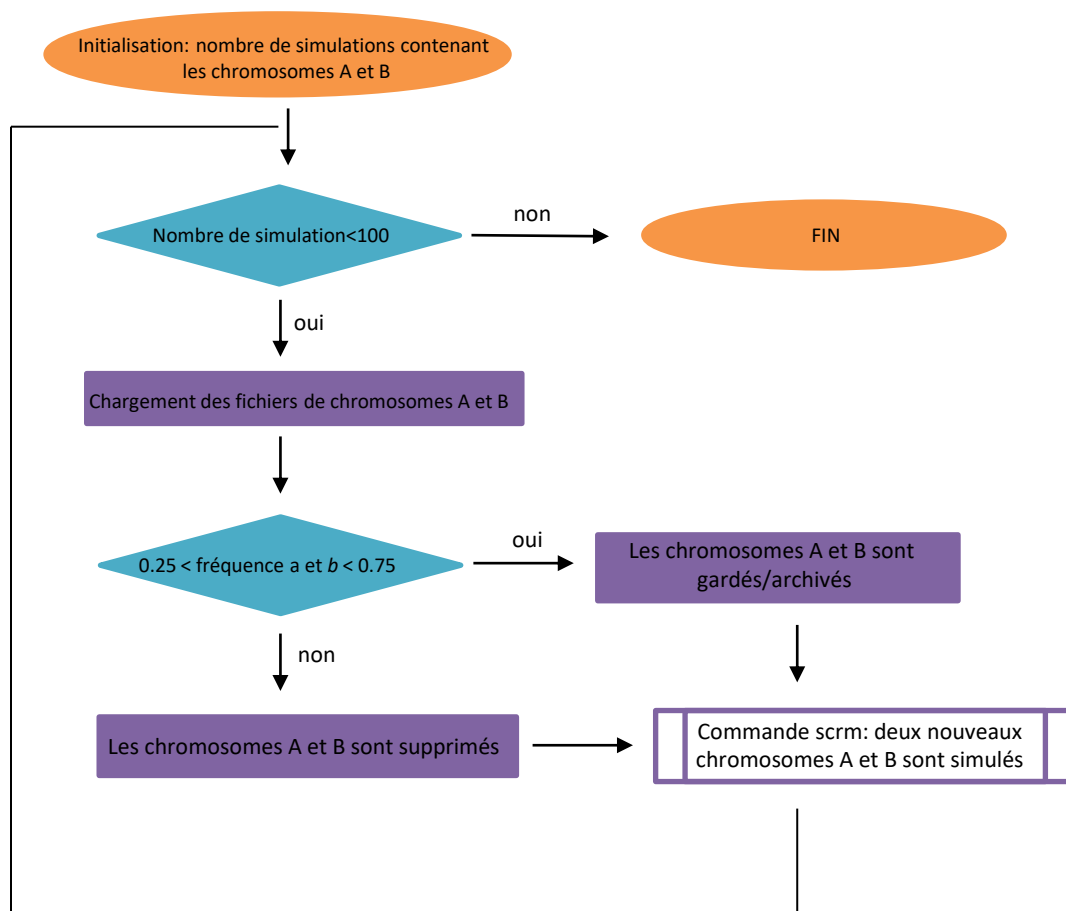 Initialisation: nombre de simulations contenant
les chromosomes A et B
Nombre de simulation<100
non
FIN
oui
Chargement des fichiers de chromosomes A et B
0.25 < fréquence a et b < 0.75
oui
Les chromosomes A et B sont
gardés/archivés
non
Les chromosomes A et B sont supprimés
Commande scrm: deux nouveaux
chromosomes A et B sont simulés